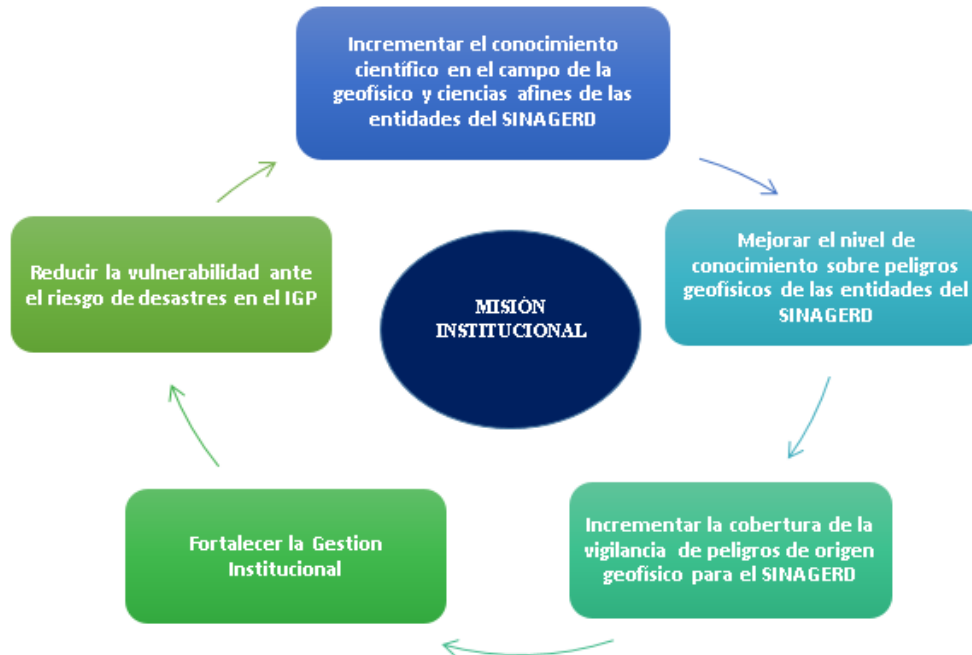 Incrementar el conocimiento
científico en el campo de la
geofísico y ciencias afines de las
entidades del SINAGERD
Mejorar el nivel de
conocimiento sobre peligros
geofísicos de las entidades del
SINAGERD
Incrementar la cobertura de la
vigilancia de peligros de origen
geofísico para el SINAGERD
Fortalecer la Gestion
Institucional
Reducir la vulnerabilidad ante
el riesgo de desastres en el IGP
MISIÓN
INSTITUCIONAL